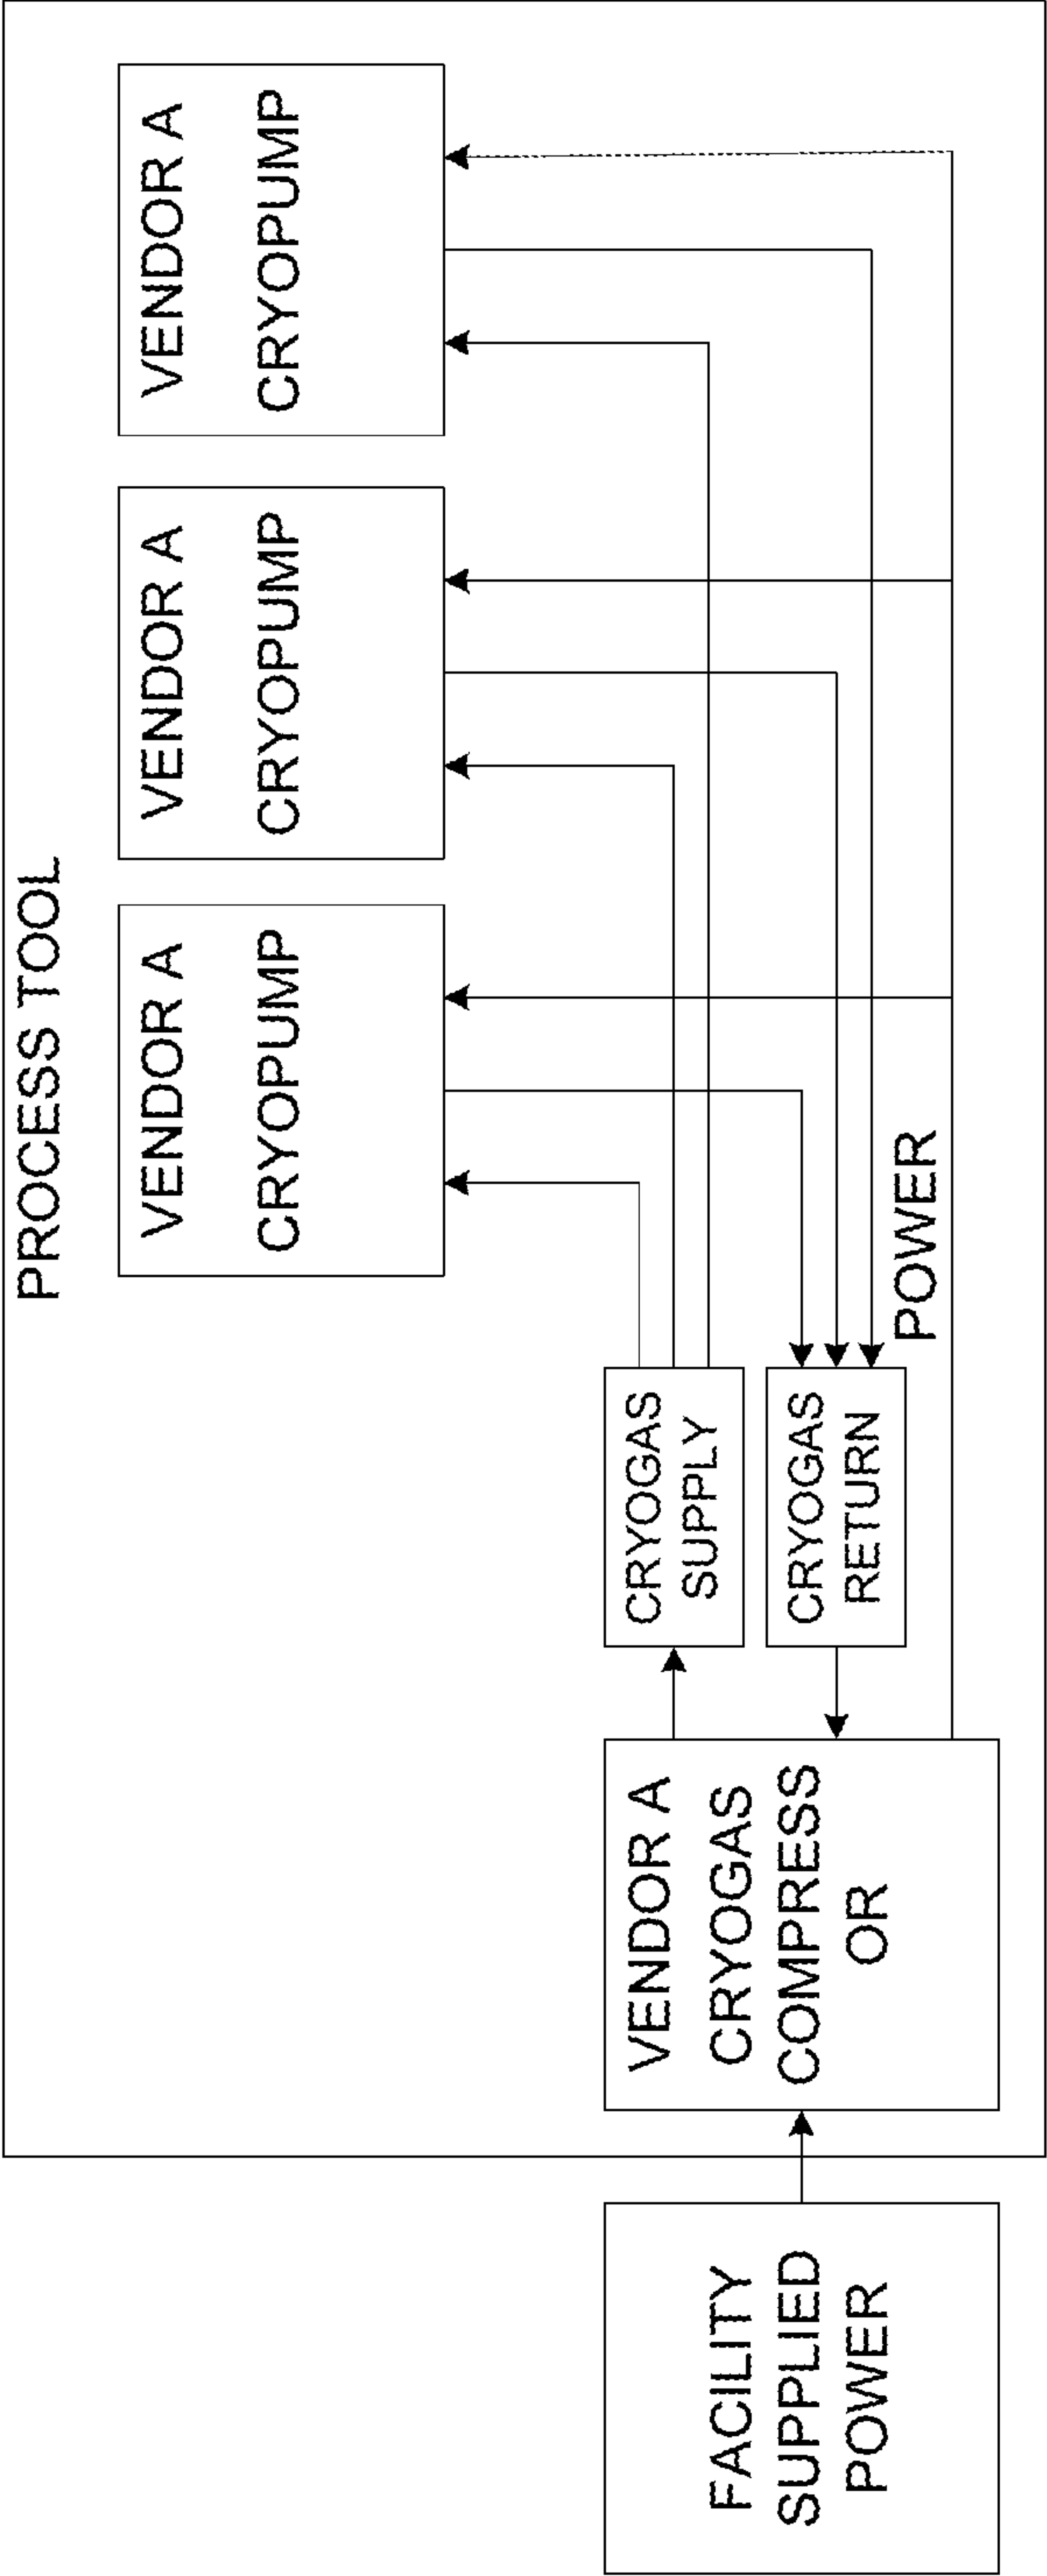 PROCESS TOOL
VENDOR A
CRYOPUMP
VENDOR A
CRYOPUMP
VENDOR A
CRYOPUMP
FACILITY
SUPPLIED
POWER
VENDOR A
CRYOGAS
COMPRESS
OR
CRYOGAS
SUPPLY
CRYOGAS
RETURN
POWER